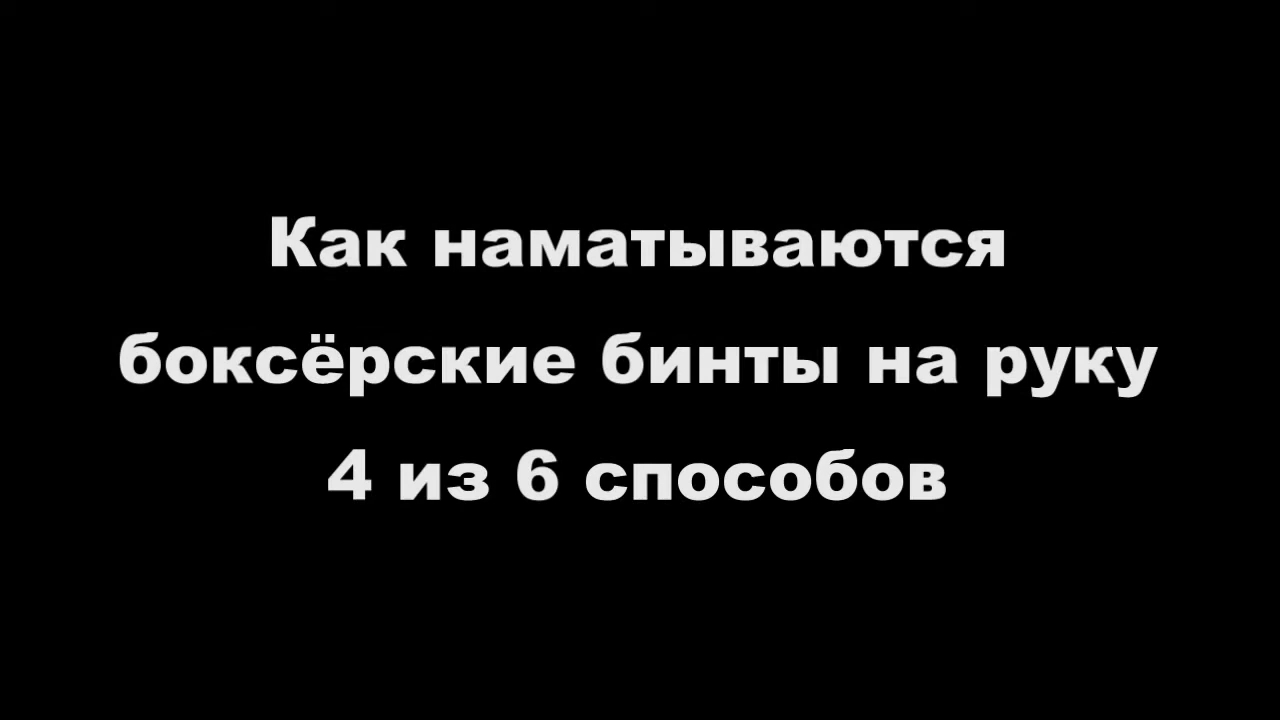 Как наматываются
боксёрские бинты на руку
4 из 6 способов